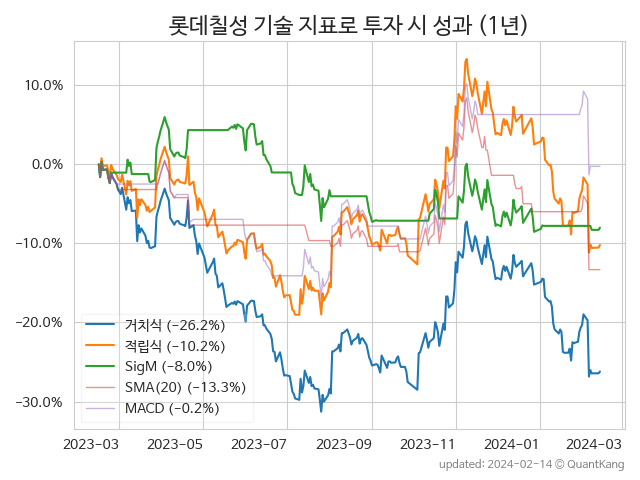 롯데칠성 기술 지표로 투자 시 성과 (1년)
10.0%
0.0%
−10.0%
−20.0%
−30.0%
거치식 (−26.2%)
적립식 (−10.2%)
SigM (−8.0%)
SMA(20) (−13.3%)
MACD (−0.2%)
2023−03 2023−05 2023−07 2023−09 2023−11 2024−01 2024−03
updated: 2024−02−14 © QuantKang